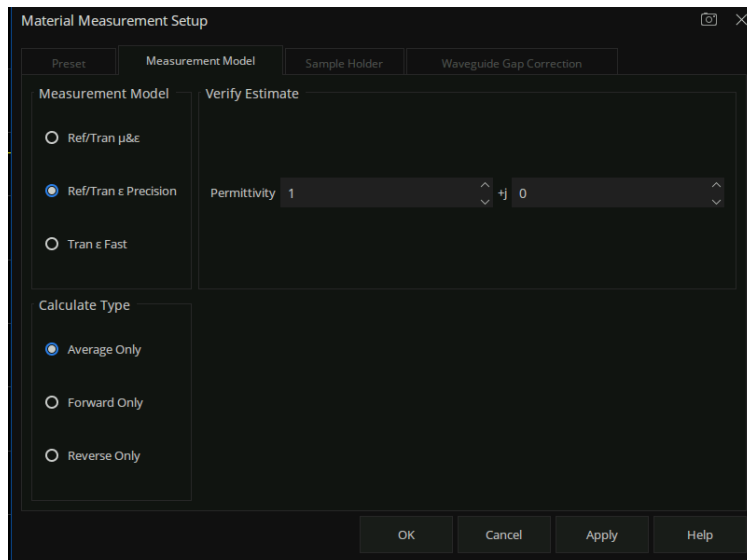 Material Measurement Setup
Preset
Measurement Model
Sample Holder
Waveguide Gap Correction
Measurement Model
Ref/Tran μ&ε
Ref/Tran ε Precision
Tran ε Fast
Verify Estimate
Permittivity 1 +j 0
Calculate Type
Average Only
Forward Only
Reverse Only
OK
Cancel
Apply
Help